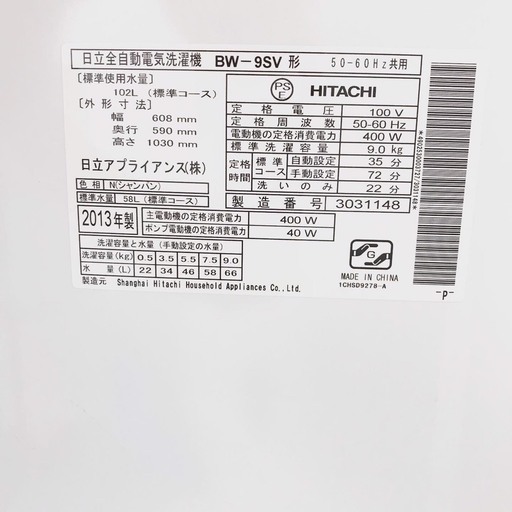 日立全自動電気洗濯機 BW-9SV 形 50-60Hz共用
[標準使用水量]
102L (標準コース)
[外形寸法]
幅 608 mm
奥行 590 mm
高さ 1030 mm
日立アプライアンス(株)
色相 N(シャンパン)
標準水量 58L (標準コース)
PSE HITACHI
定格電圧 100 V
定格周波数 50-60 Hz
電動機の定格消費電力 400 W
標準洗濯容量 9.0 kg
定格時間 標準コース 自動設定 35 分
手動設定 72 分
洗いのみ 22 分
製造番号 3031148
2013年製
主電動機の定格消費電力 400 W
ポンプ電動機の定格消費電力 40 W
洗濯容量と水量 (手動設定の水量)
洗濯容量(kg) 0.5 3.5 5.5 7.5 9.0
水量 (L) 22 34 46 58 66
製造元 Shanghai Hitachi Household Appliances Co.,Ltd.
G
MADE IN CHINA
1CHSD9278-A
-P-